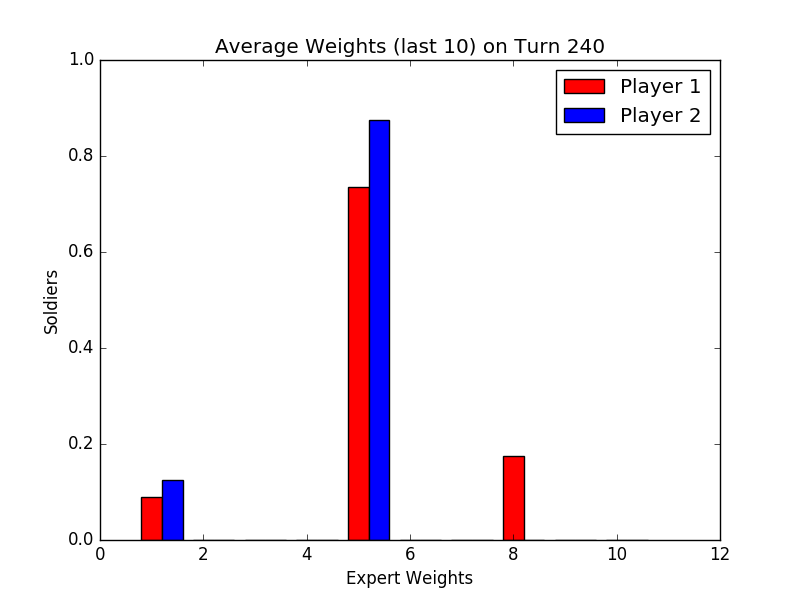 Average Weights (last 10) on Turn 240
1.0
0.8
0.6
0.4
0.2
0.0
Soldiers
Player 1
Player 2
0 2 4 6 8 10 12
Expert Weights